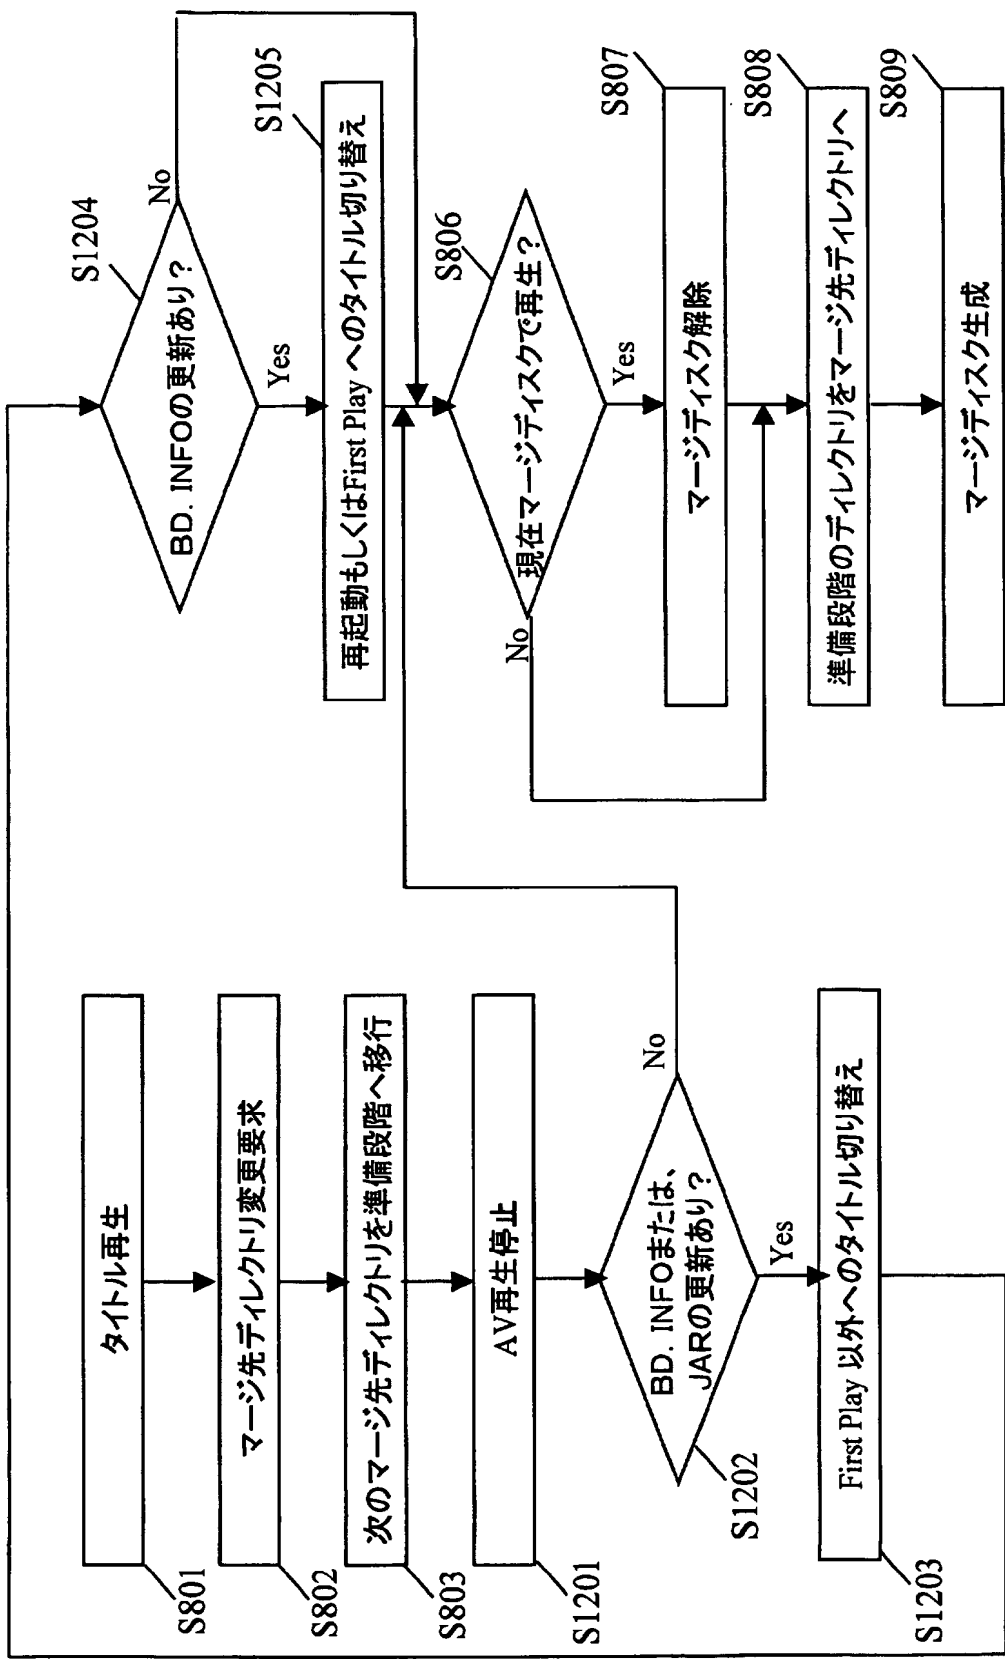 タイトル再生
S801
マージ先ディレクトリ変更要求
S802
次のマージ先ディレクトリを準備段階へ移行
S803
AV再生停止
S1201
BD. INFOまたは、
JARの更新あり？
S1202
No
Yes
First Play 以外へのタイトル切り替え
S1203
BD. INFOの更新あり？
S1204
No
Yes
再起動もしくはFirst Play へのタイトル切り替え
S1205
現在マージディスクで再生？
S806
No
Yes
マージディスク解除
S807
準備段階のディレクトリをマージ先ディレクトリへ
S808
マージディスク生成
S809